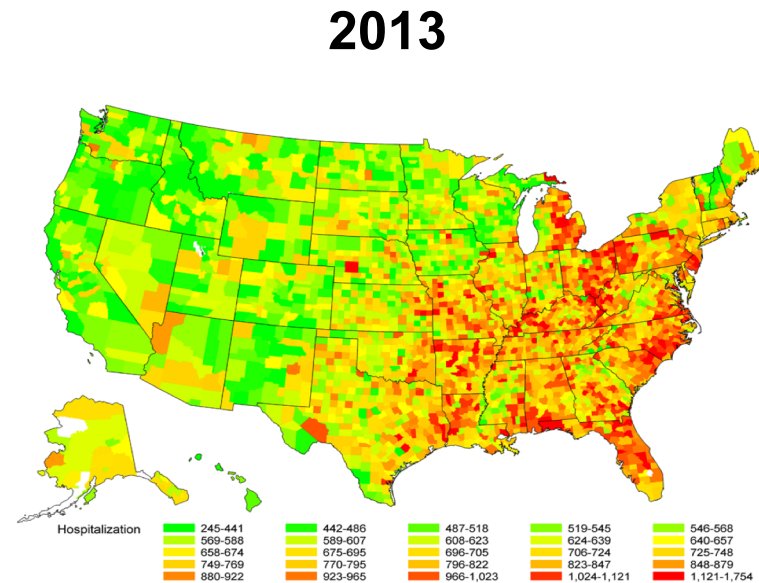 2013
Hospitalization 245-441 442-486 487-518 519-545 546-568
569-588 589-607 608-623 624-639 640-657
658-674 675-695 696-705 706-724 725-748
749-769 770-795 796-822 823-847 848-879
880-922 923-965 966-1,023 1,024-1,121 1,121-1,754